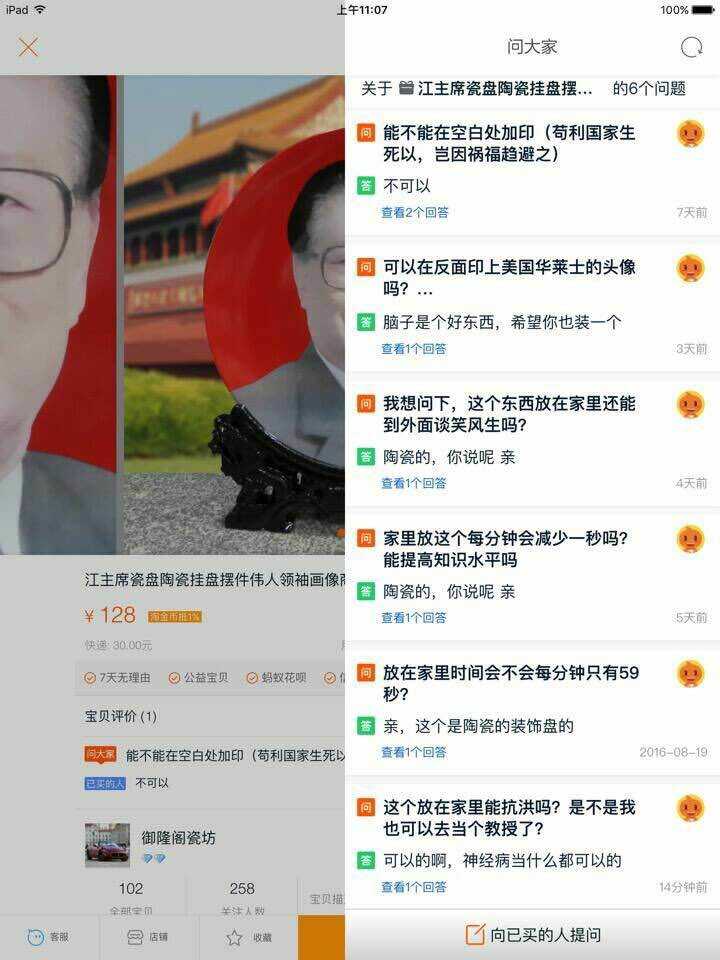 iPad
上午11:07
100%
问大家
关于 江主席瓷盘陶瓷挂盘摆... 的6个问题
问 能不能在空白处加印（苟利国家生
死以，岂因祸福趋避之）
答 不可以
查看2个回答
7天前
问 可以在反面印上美国华莱士的头像
吗？...
答 脑子是个好东西，希望你也装一个
查看1个回答
3天前
问 我想问下，这个东西放在家里还能
到外面谈笑风生吗？
答 陶瓷的，你说呢 亲
查看1个回答
4天前
问 家里放这个每分钟会减少一秒吗？
能提高知识水平吗
答 陶瓷的，你说呢 亲
查看1个回答
5天前
问 放在家里时间会不会每分钟只有59
秒？
答 亲，这个是陶瓷的装饰盘的
查看1个回答
2016-08-19
问 这个放在家里能抗洪吗？是不是我
也可以去当个教授了？
答 可以的啊，神经病当什么都可以的
查看1个回答
14分钟前
向已买的人提问
江主席瓷盘陶瓷挂盘摆件伟人领袖画像
¥ 128 淘金币抵1%
快递: 30.00元
7天无理由 公益宝贝 蚂蚁花呗
宝贝评价 (1)
问大家 能不能在空白处加印（苟利国家生死以
已买的人 不可以
御隆阁瓷坊
102
258
全部宝贝
关注人数
宝贝描
客服
店铺
收藏